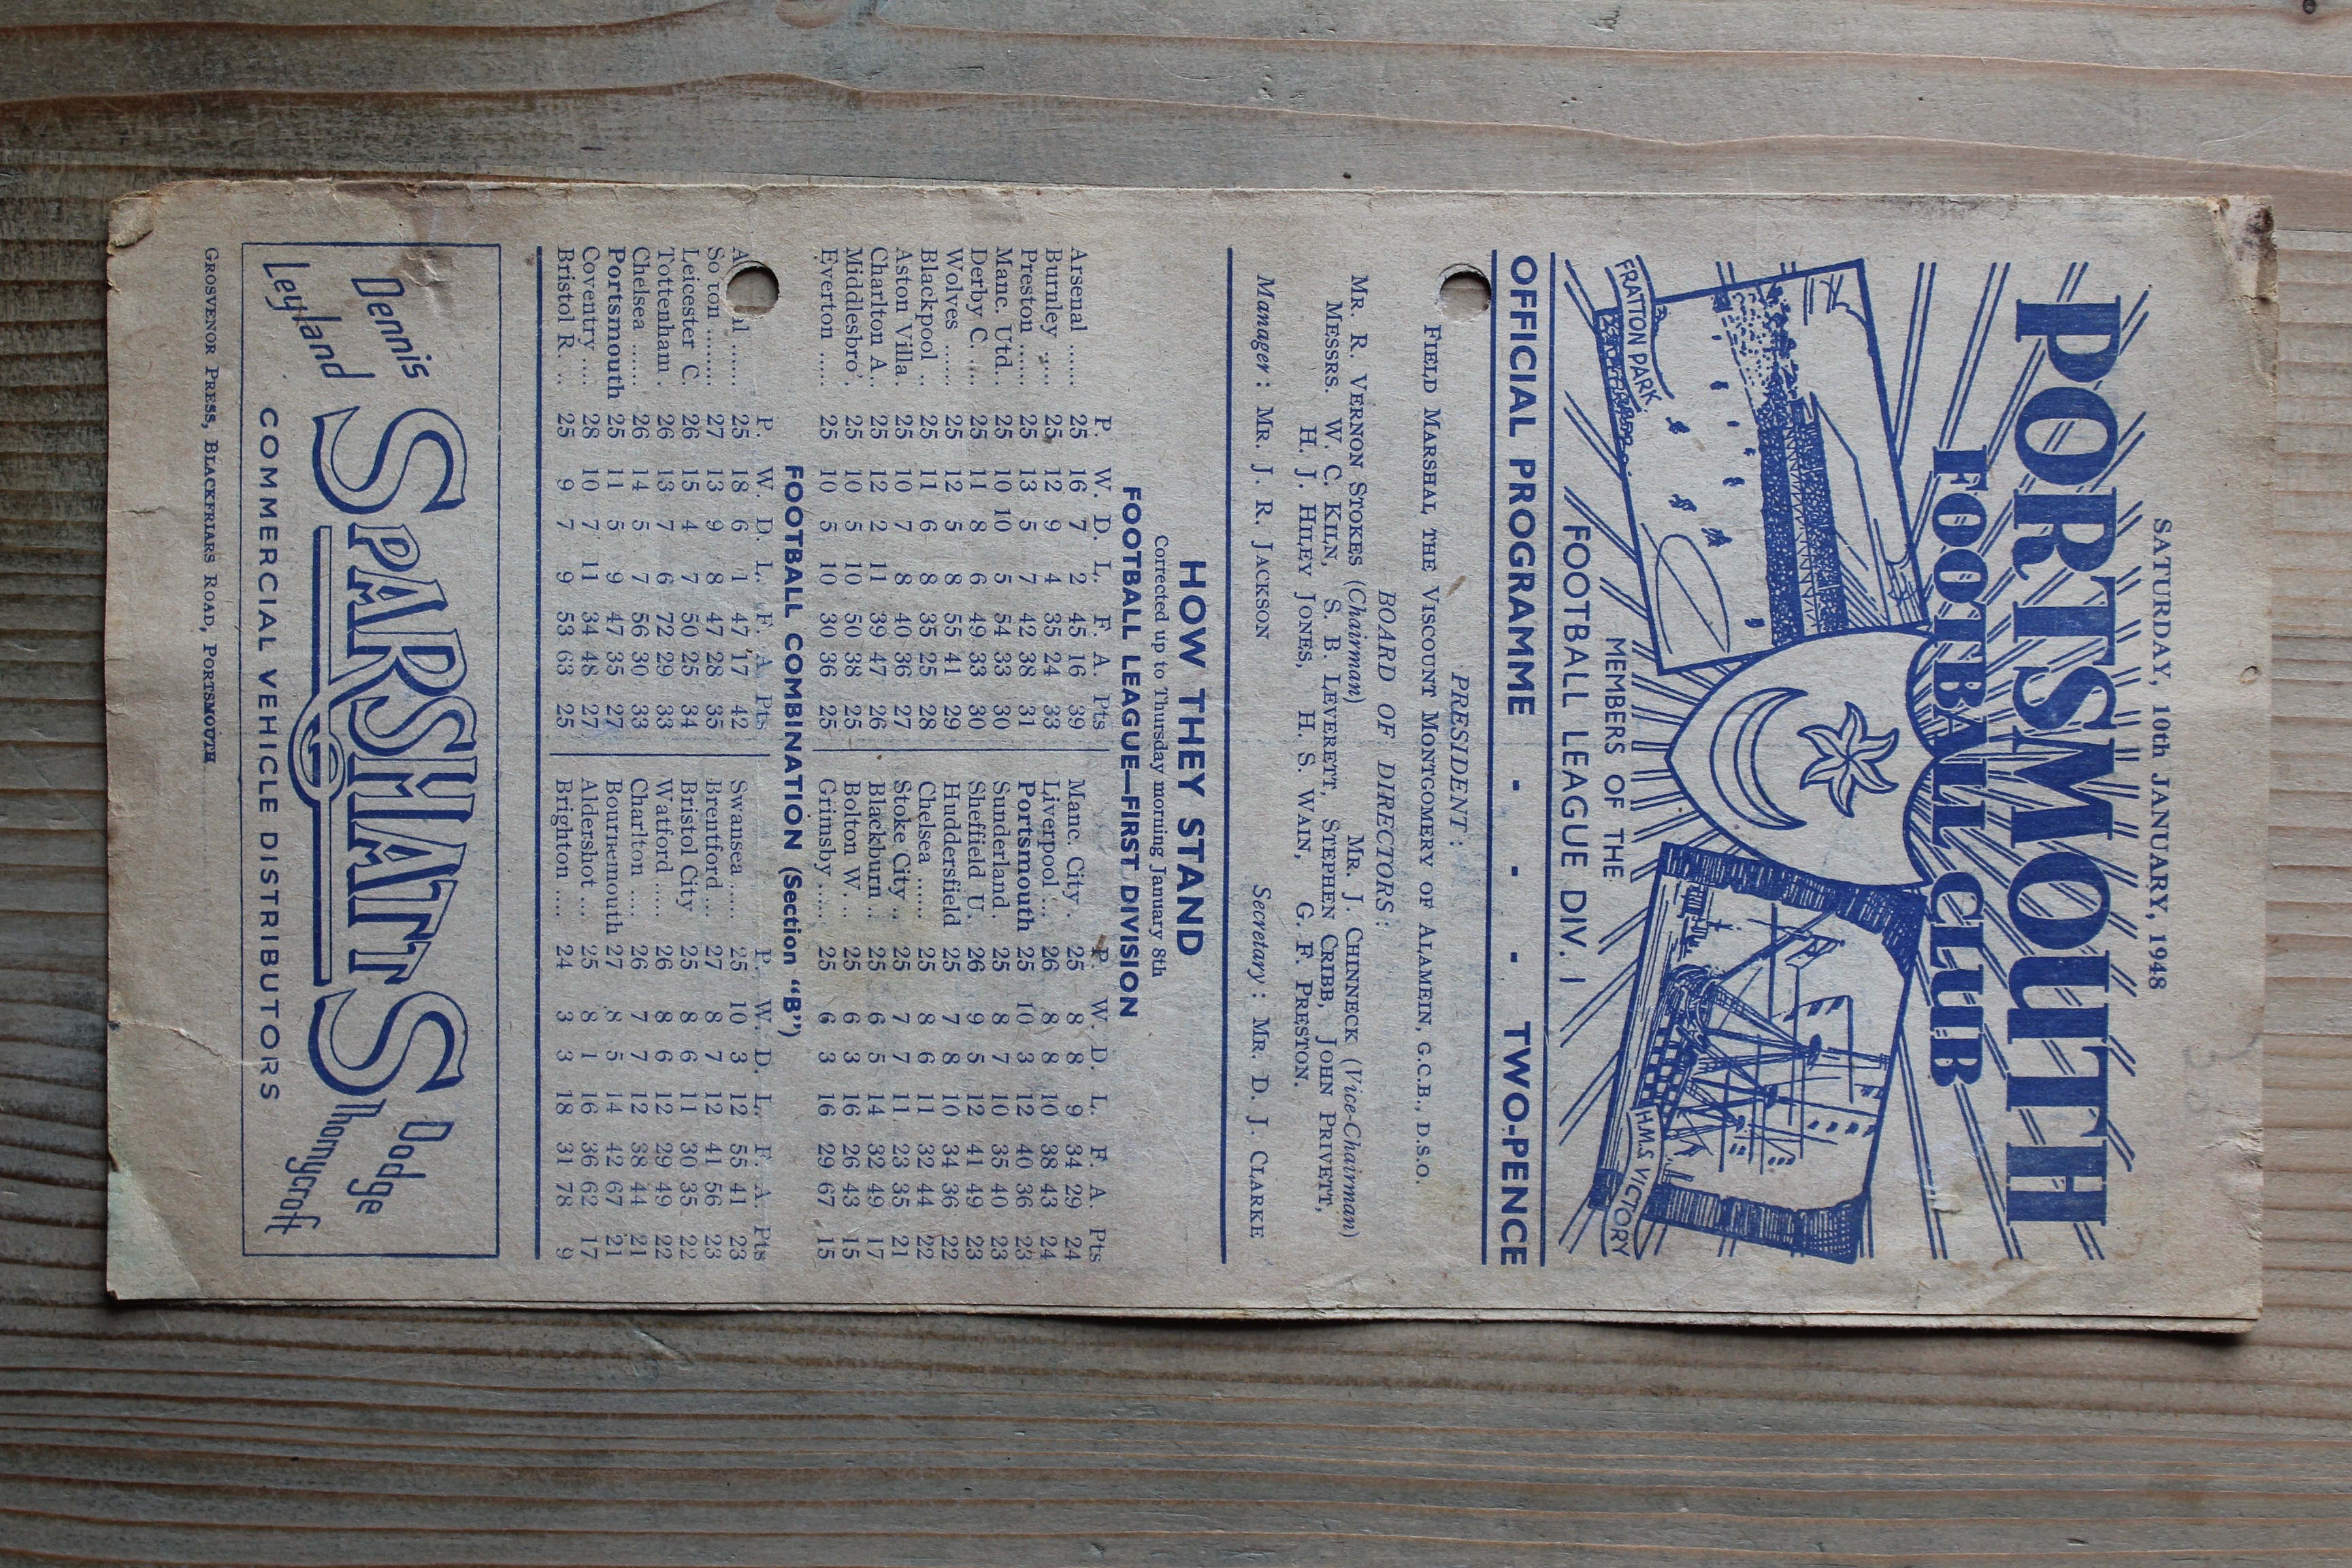 SATURDAY, 10th JANUARY, 1948
PORTSMOUTH
FOOTBALL CLUB
FRATTON PARK
H.M.S. VICTORY
MEMBERS OF THE
FOOTBALL LEAGUE DIV. 1
OFFICIAL PROGRAMME - - - TWO-PENCE
PRESIDENT:
FIELD MARSHAL THE VISCOUNT MONTGOMERY OF ALAMEIN, G.C.B., D.S.O.
BOARD OF DIRECTORS:
MR. R. VERNON STOKES (Chairman) MR. J. CHINNECK (Vice-Chairman)
MESSRS. W. C. KILN, S. B. LEVERETT, STEPHEN CRIBB, JOHN PRIVETT,
H. J. HILEY JONES, H. S. WAIN, G. F. PRESTON.
Manager: MR. J. R. JACKSON Secretary: MR. D. J. CLARKE
HOW THEY STAND
Corrected up to Thursday morning January 8th
FOOTBALL LEAGUE—FIRST DIVISION
P. W. D. L. F. A. Pts P. W. D. L. F. A. Pts
Arsenal ...... 25 16 7 2 45 16 39 Manc. City . 25 8 8 9 34 29 24
Burnley .... 25 12 9 4 35 24 33 Liverpool ... 26 8 8 10 38 43 24
Preston ...... 25 13 5 7 42 38 31 Portsmouth 25 10 3 12 40 36 23
Manc. Utd . 25 10 10 5 54 33 30 Sunderland. 25 8 7 10 35 40 23
Derby C. .... 25 11 8 6 49 33 30 Sheffield U. 26 9 5 12 41 49 23
Wolves ...... 25 12 5 8 55 41 29 Huddersfield 25 7 8 10 34 36 22
Blackpool .. 25 11 6 8 35 25 28 Chelsea ...... 25 8 6 11 32 44 22
Aston Villa. 25 10 7 8 40 36 27 Stoke City .. 25 7 7 11 23 35 21
Charlton A.. 25 12 2 11 39 47 26 Blackburn .. 25 6 5 14 32 49 17
Middlesbro'. 25 10 5 10 50 38 25 Bolton W ... 25 6 3 16 26 43 15
Everton ..... 25 10 5 10 30 36 25 Grimsby ..... 25 6 3 16 29 67 15
FOOTBALL COMBINATION (Section "B")
P. W. D. L. F. A. Pts P. W. D. L. F. A. Pts
A l ...... 25 18 6 1 47 17 42 Swansea ..... 25 10 3 12 55 41 23
So ton ........ 27 13 9 8 47 28 35 Brentford ... 27 8 7 12 41 56 23
Leicester C. 26 15 4 7 50 25 34 Bristol City 25 8 6 11 30 35 22
Tottenham . 26 13 7 6 72 29 33 Watford ..... 26 8 6 12 29 49 22
Chelsea ...... 26 14 5 7 56 30 33 Charlton .... 26 7 7 12 38 44 21
Portsmouth 25 11 5 9 47 35 27 Bournemouth 27 8 5 14 42 67 21
Coventry .... 28 10 7 11 34 48 27 Aldershot ... 25 8 1 16 36 62 17
Bristol R. .. 25 9 7 9 53 63 25 Brighton .... 24 3 3 18 31 78 9
Dennis Dodge
SPARSHATTS
Leyland Thornycroft
COMMERCIAL VEHICLE DISTRIBUTORS
GROSVENOR PRESS, BLACKFRIARS ROAD, PORTSMOUTH